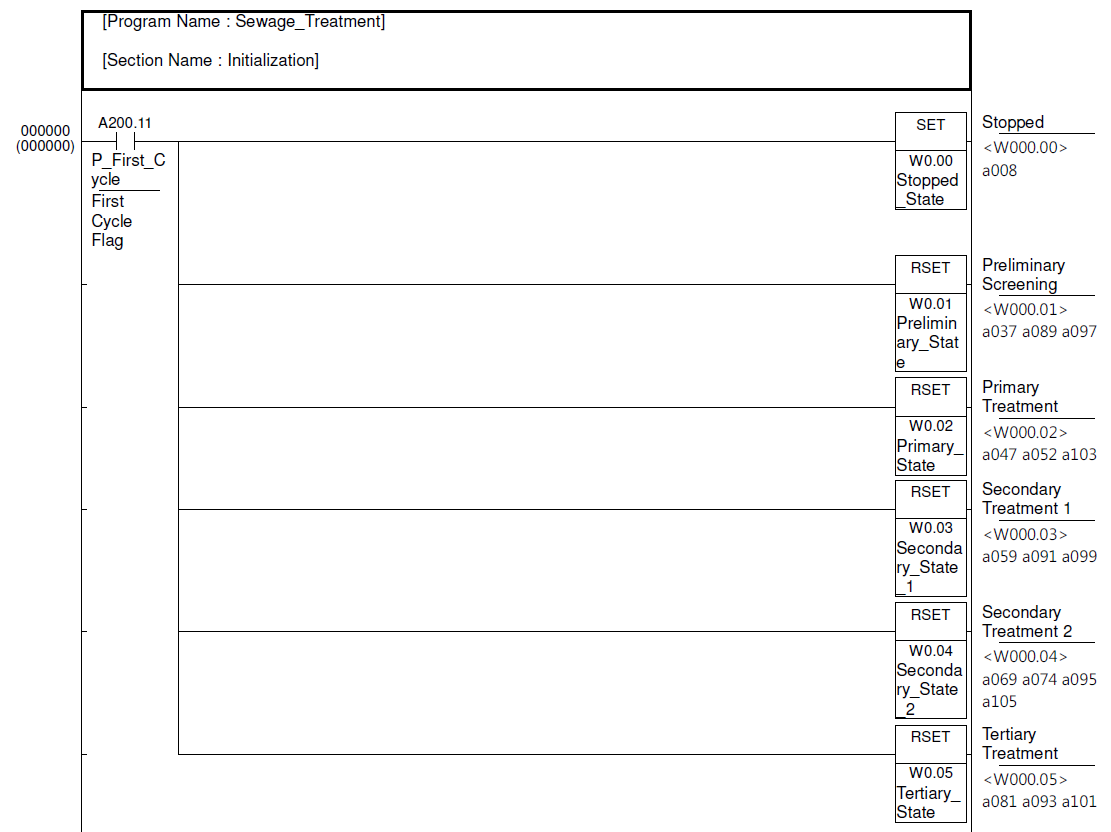 [Program Name : Sewage_Treatment]
[Section Name : Initialization]
000000
(000000)
A200.11
P_First_C
ycle
First
Cycle
Flag
SET
W0.00
Stopped
_State
Stopped
<W000.00>
a008
RSET
W0.01
Prelimin
ary_Stat
e
Preliminary
Screening
<W000.01>
a037 a089 a097
RSET
W0.02
Primary_
State
Primary
Treatment
<W000.02>
a047 a052 a103
RSET
W0.03
Seconda
ry_State
_1
Secondary
Treatment 1
<W000.03>
a059 a091 a099
RSET
W0.04
Seconda
ry_State
_2
Secondary
Treatment 2
<W000.04>
a069 a074 a095
a105
RSET
W0.05
Tertiary_
State
Tertiary
Treatment
<W000.05>
a081 a093 a101